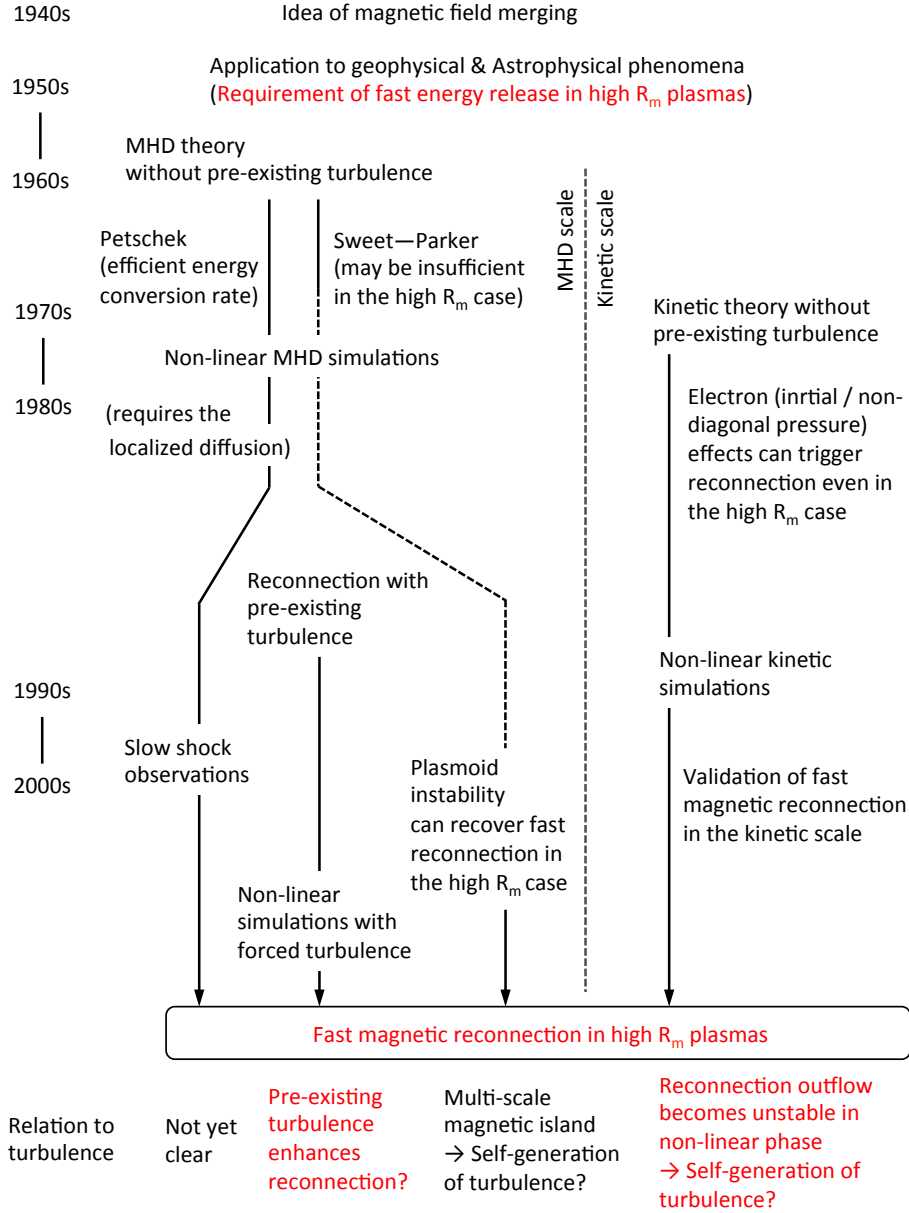 1940s
Idea of magnetic field merging
1950s
Application to geophysical & Astrophysical phenomena
(Requirement of fast energy release in high Rm plasmas)
1960s
MHD theory
without pre-existing turbulence
MHD scale
Kinetic scale
Petschek
(efficient energy
conversion rate)
Sweet—Parker
(may be insufficient
in the high Rm case)
1970s
Kinetic theory without
pre-existing turbulence
Non-linear MHD simulations
1980s
(requires the
localized diffusion)
Electron (inrtial / non-
diagonal pressure)
effects can trigger
reconnection even in
the high Rm case
Reconnection with
pre-existing
turbulence
1990s
Non-linear kinetic
simulations
2000s
Slow shock
observations
Plasmoid
instability
can recover fast
reconnection in
the high Rm case
Validation of fast
magnetic reconnection
in the kinetic scale
Non-linear
simulations with
forced turbulence
Fast magnetic reconnection in high Rm plasmas
Relation to
turbulence
Not yet
clear
Pre-existing
turbulence
enhances
reconnection?
Multi-scale
magnetic island
→ Self-generation
of turbulence?
Reconnection outflow
becomes unstable in
non-linear phase
→ Self-generation of
turbulence?